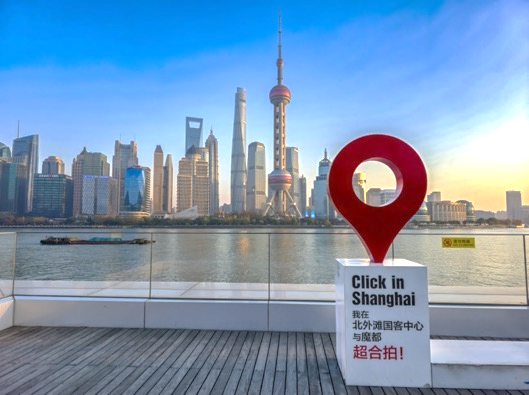 Click in
Shanghai
我在
北外滩国客中心
与魔都
超合拍!